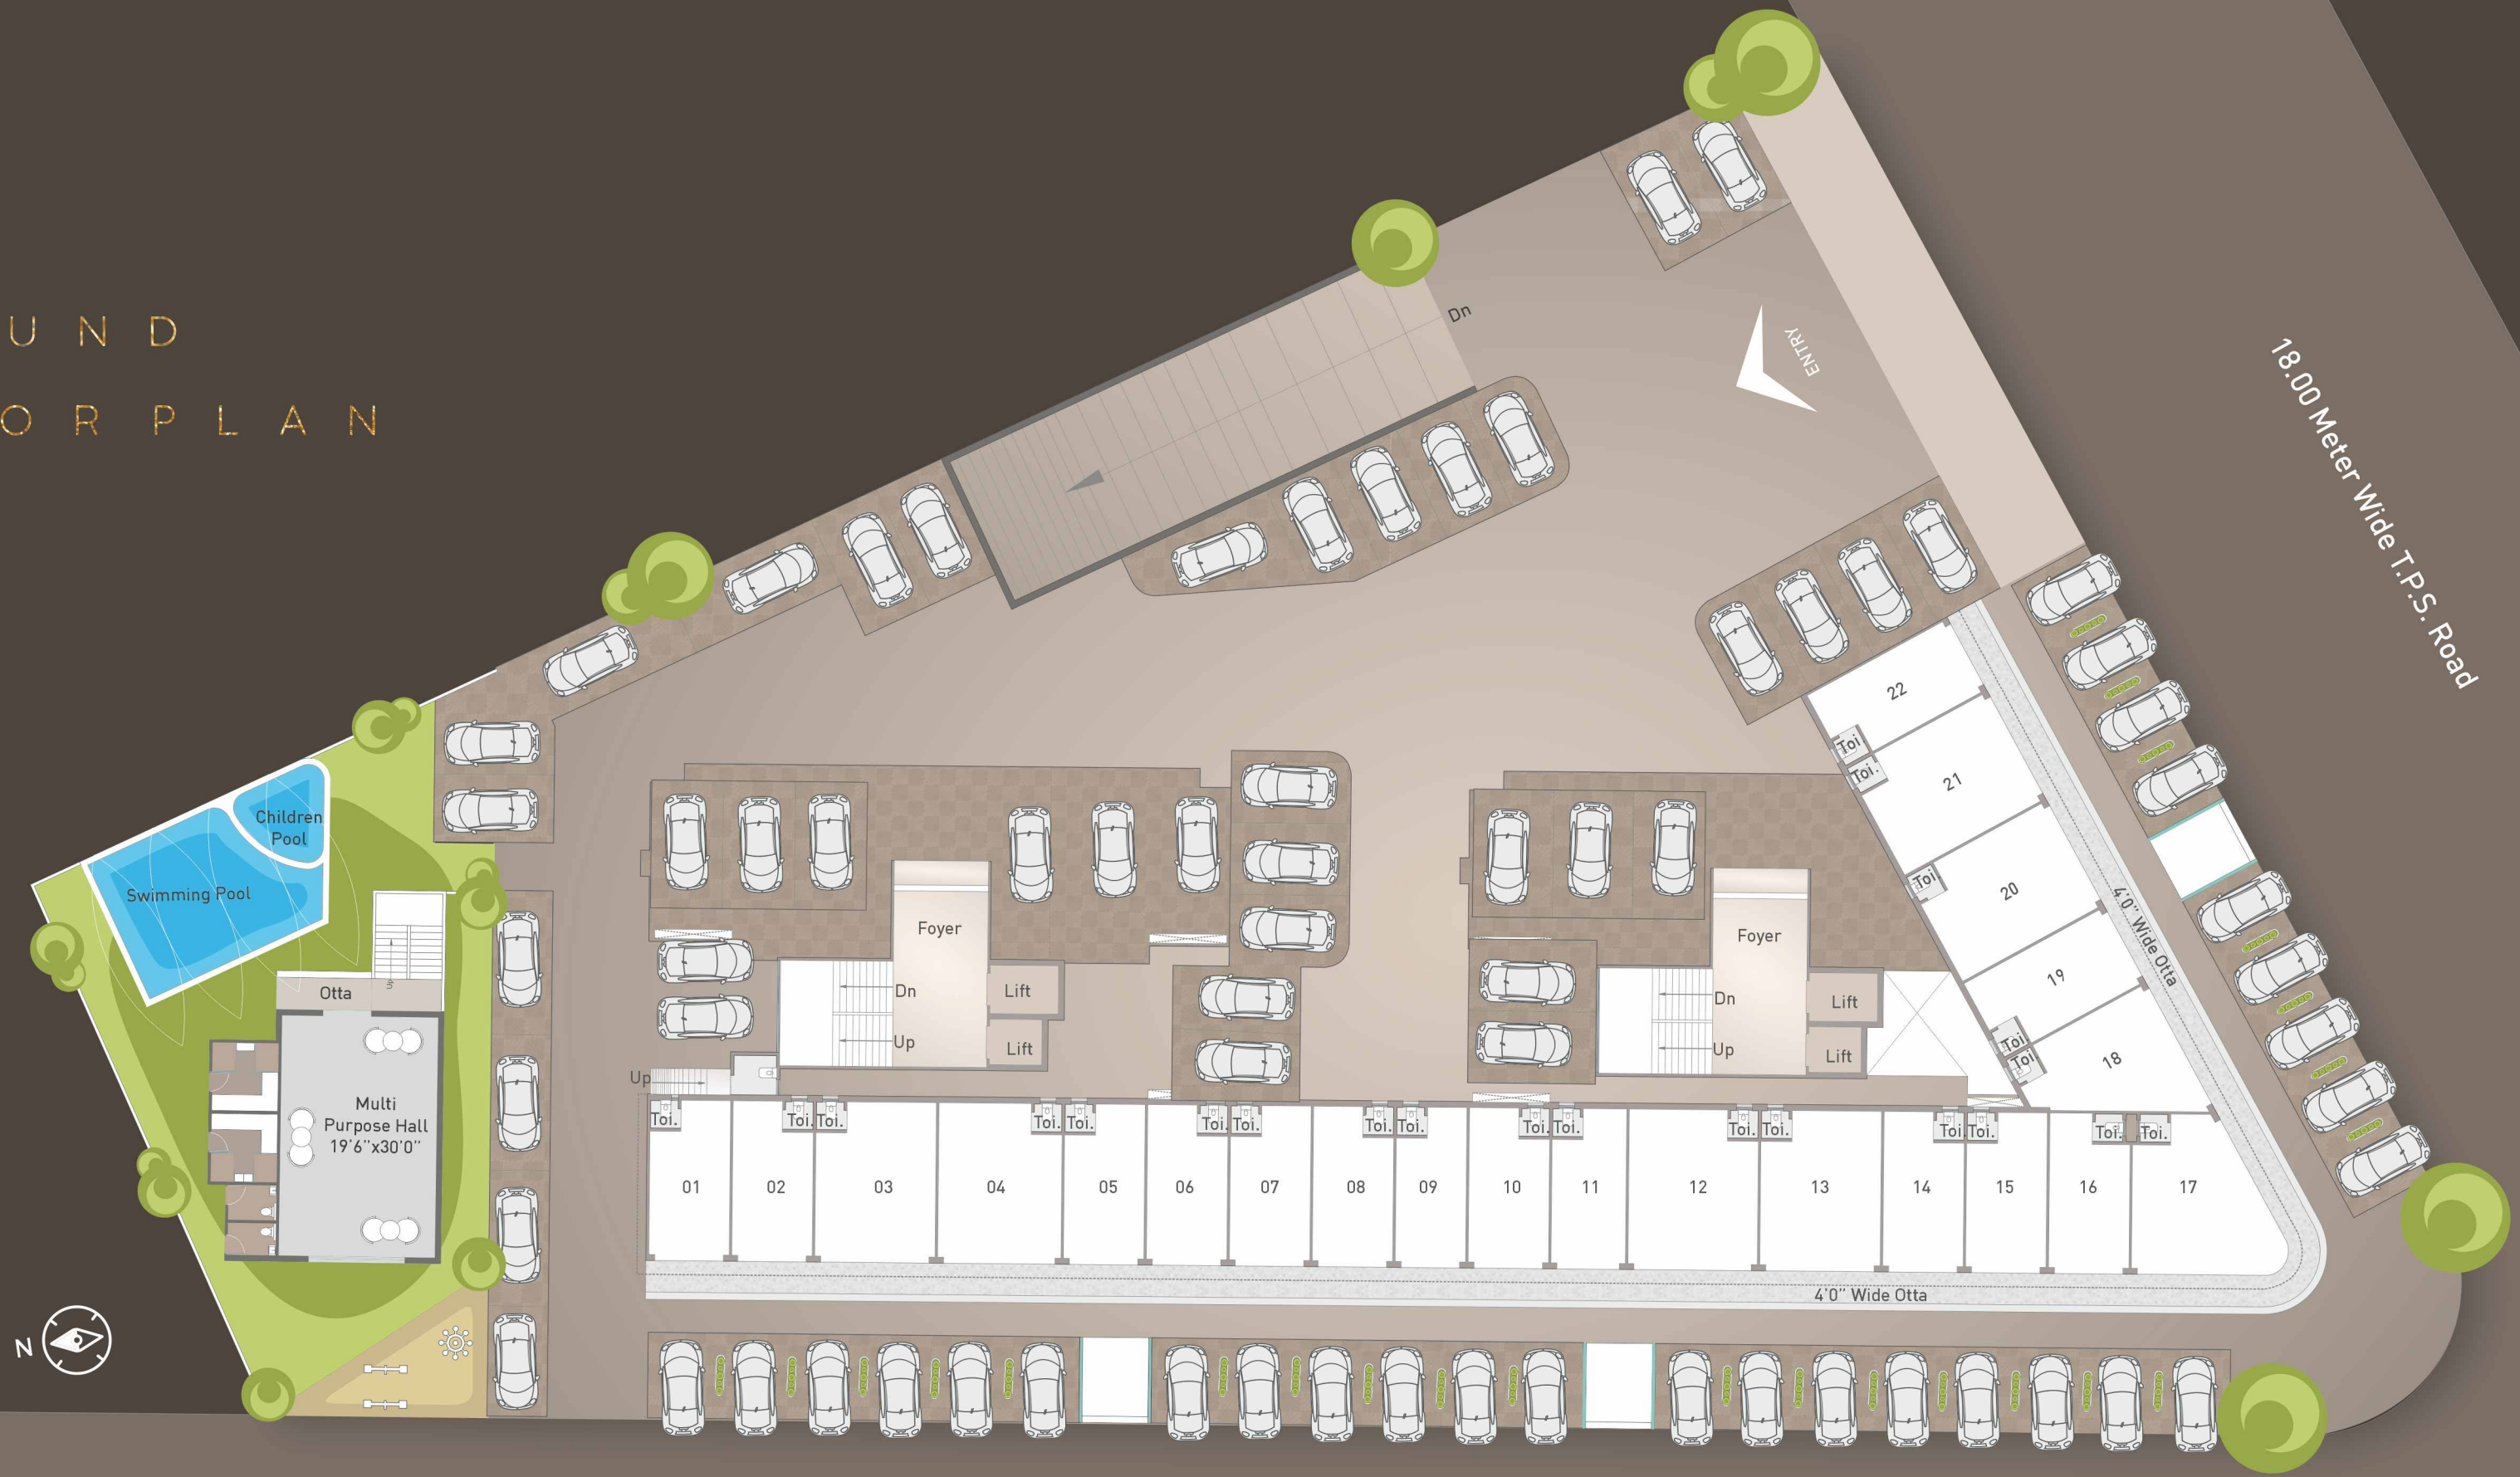 UND
OR PLAN
Dn
ENTRY
18.00 Meter Wide T.P.S. Road
22
Toi.
Toi.
21
Toi.
20
19
Toi.
Toi.
18
4'0" Wide Otta
Children
Pool
Swimming Pool
Otta
Up
Multi
Purpose Hall
19'6"x30'0"
Foyer
Dn
Up
Lift
Lift
Foyer
Dn
Up
Lift
Lift
Up
Toi. Toi. Toi. Toi. Toi. Toi. Toi. Toi. Toi. Toi. Toi. Toi. Toi. Toi. Toi. Toi. Toi.
01 02 03 04 05 06 07 08 09 10 11 12 13 14 15 16 17
4'0" Wide Otta
N